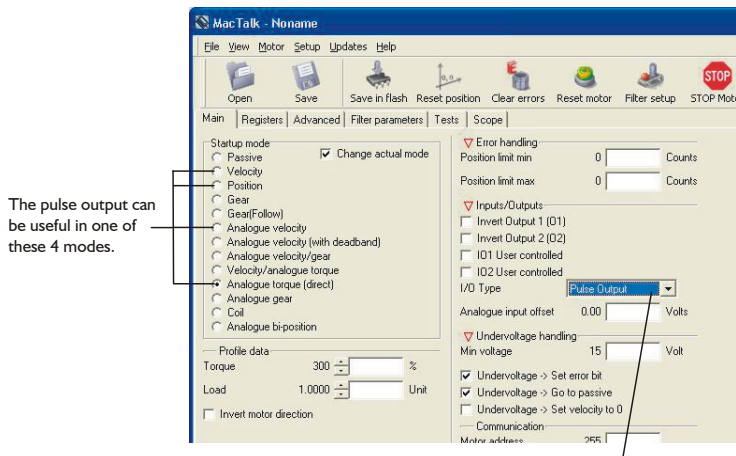 MacTalk - Noname
File View Motor Setup Updates Help
Open Save Save in flash Reset position Clear errors Reset motor Filter setup STOP Mot
Main Registers Advanced Filter parameters Tests Scope
Startup mode
Passive
Change actual mode
Velocity
Position
Gear
Gear(Follow)
Analogue velocity
Analogue velocity (with deadband)
Analogue velocity/gear
Velocity/analogue torque
Analogue torque (direct)
Analogue gear
Coil
Analogue bi-position
The pulse output can
be useful in one of
these 4 modes.
Profile data
Torque 300 %
Load 1.0000 Unit
Invert motor direction
Error handling
Position limit min 0 Counts
Position limit max 0 Counts
Inputs/Outputs
Invert Output 1 (O1)
Invert Output 2 (O2)
IO1 User controlled
IO2 User controlled
I/O Type Pulse Output
Analogue input offset 0.00 Volts
Undervoltage handling
Min voltage 15 Volt
Undervoltage -> Set error bit
Undervoltage -> Go to passive
Undervoltage -> Set velocity to 0
Communication
Motor address 255